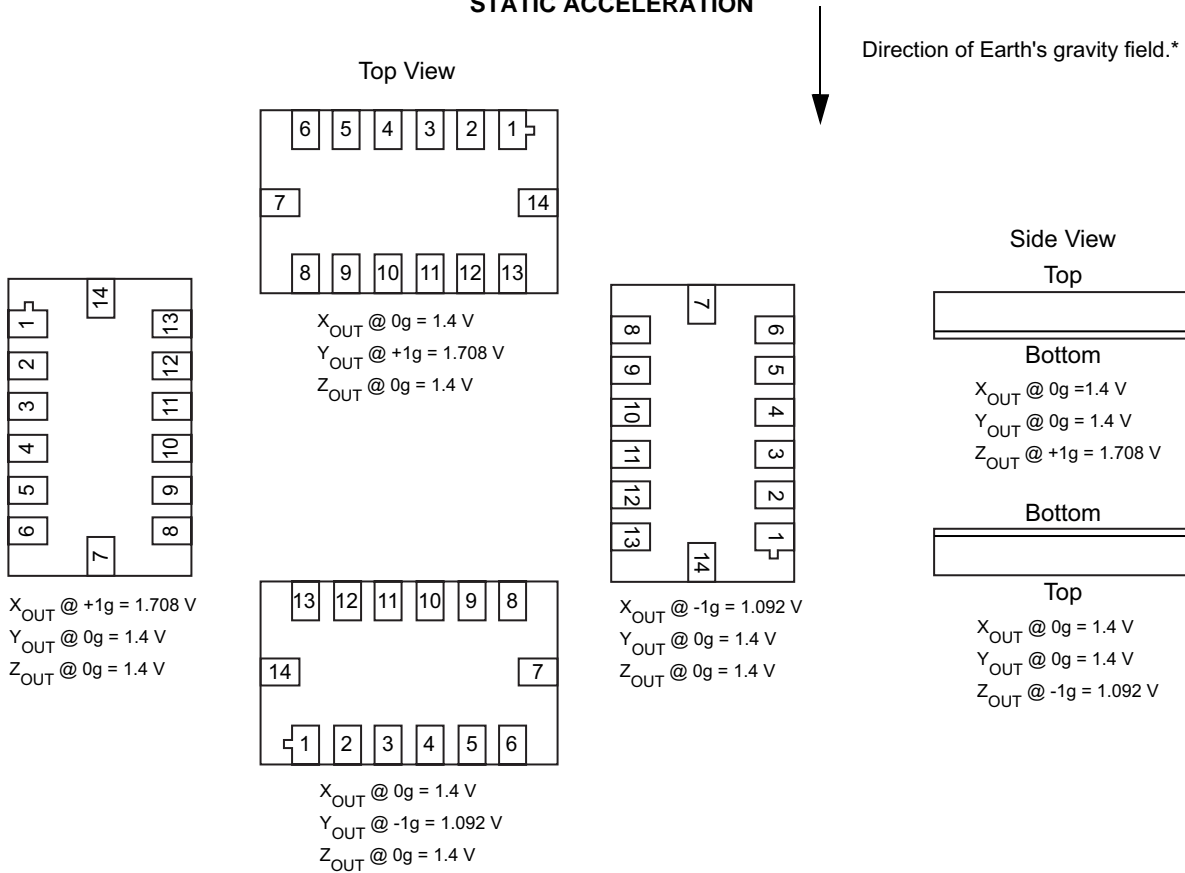 STATIC ACCELERATION
Direction of Earth's gravity field.*
Top View
6 5 4 3 2 1
7 14
8 9 10 11 12 13
X_OUT @ 0g = 1.4 V
Y_OUT @ +1g = 1.708 V
Z_OUT @ 0g = 1.4 V
14
1 13
2 12
3 11
4 10
5 9
6 8
7
X_OUT @ +1g = 1.708 V
Y_OUT @ 0g = 1.4 V
Z_OUT @ 0g = 1.4 V
13 12 11 10 9 8
14 7
1 2 3 4 5 6
X_OUT @ 0g = 1.4 V
Y_OUT @ -1g = 1.092 V
Z_OUT @ 0g = 1.4 V
7
8 6
9 5
10 4
11 3
12 2
13 1
14
X_OUT @ -1g = 1.092 V
Y_OUT @ 0g = 1.4 V
Z_OUT @ 0g = 1.4 V
Side View
Top
Bottom
X_OUT @ 0g =1.4 V
Y_OUT @ 0g = 1.4 V
Z_OUT @ +1g = 1.708 V
Bottom
Top
X_OUT @ 0g = 1.4 V
Y_OUT @ 0g = 1.4 V
Z_OUT @ -1g = 1.092 V